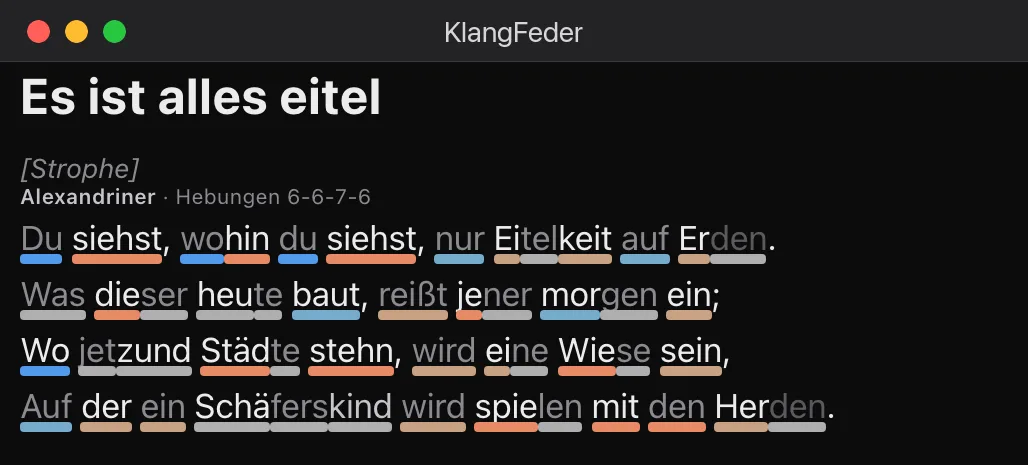 KlangFeder
Es ist alles eitel
[Strophe]
Alexandriner · Hebungen 6-6-7-6
Du siehst, wohin du siehst, nur Eitelkeit auf Erden.
Was dieser heute baut, reißt jener morgen ein;
Wo jetzund Städte stehn, wird eine Wiese sein,
Auf der ein Schäferskind wird spielen mit den Herden.